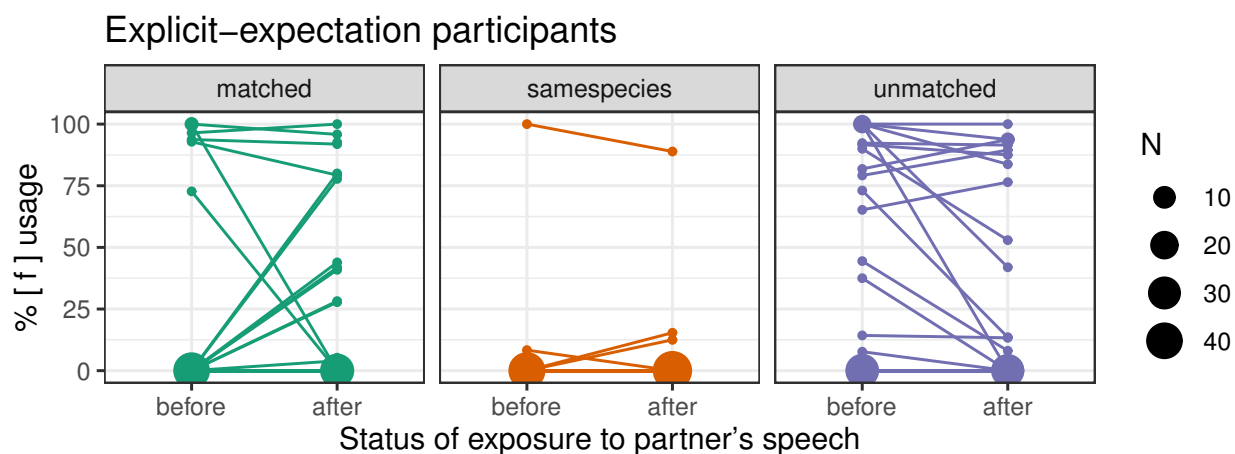 Explicit−expectation participants
matched
samespecies
unmatched
% [ f ] usage
100
75
50
25
0
before
after
before
after
before
after
Status of exposure to partner's speech
N
10
20
30
40